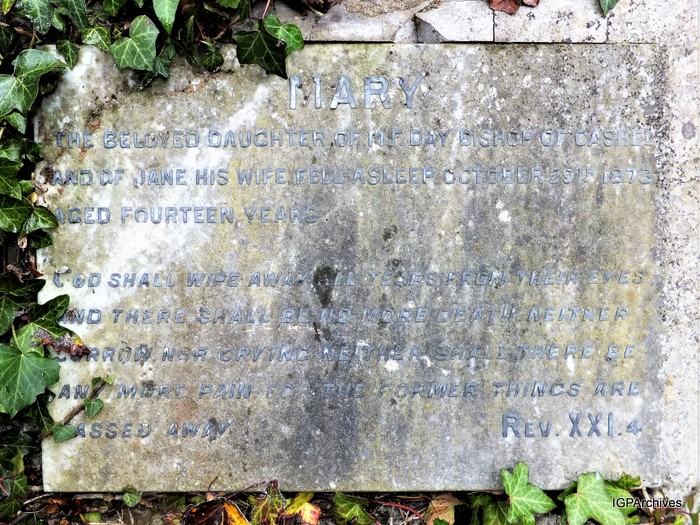 MARY
THE BELOVED DAUGHTER OF M.F. DAY BISHOP OF CASHEL
AND OF JANE HIS WIFE, FELL ASLEEP OCTOBER 29TH 1873
AGED FOURTEEN YEARS
GOD SHALL WIPE AWAY ALL TEARS FROM THEIR EYES,
AND THERE SHALL BE NO MORE DEATH, NEITHER
SORROW, NOR CRYING NEITHER SHALL THERE BE
ANY MORE PAIN FOR THE FORMER THINGS ARE
PASSED AWAY
REV. XXI.4
IGPArchives